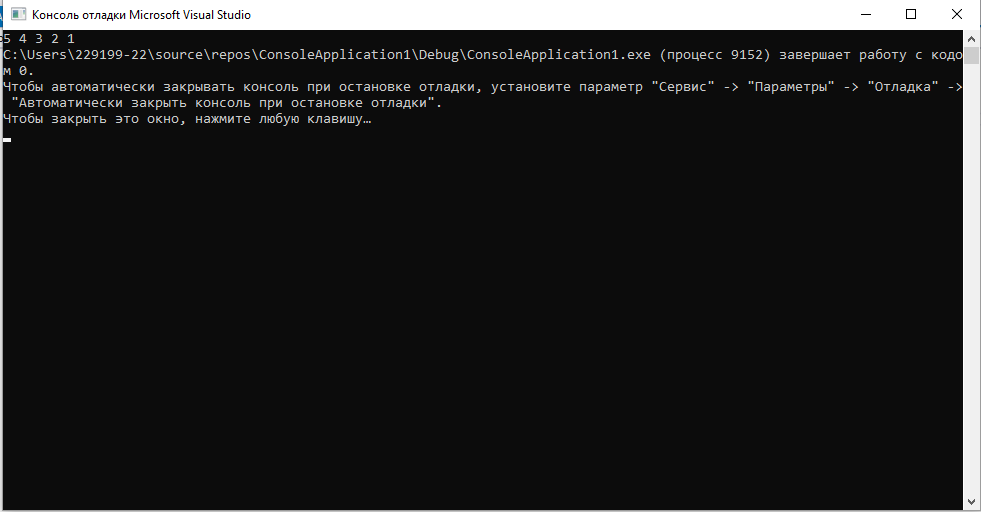 Консоль отладки Microsoft Visual Studio
5 4 3 2 1
C:\Users\229199-22\source\repos\ConsoleApplication1\Debug\ConsoleApplication1.exe (процесс 9152) завершает работу с кодо
м 0.
Чтобы автоматически закрывать консоль при остановке отладки, установите параметр "Сервис" -> "Параметры" -> "Отладка" ->
"Автоматически закрыть консоль при остановке отладки".
Чтобы закрыть это окно, нажмите любую клавишу…